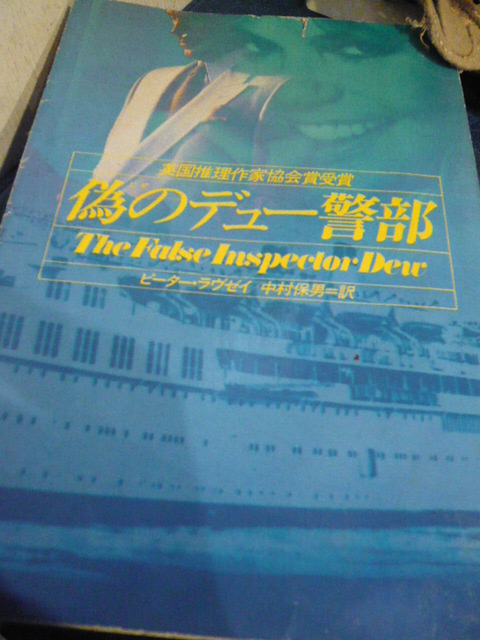 英国推理作家協会賞受賞
偽のデュー警部
The False Inspector Dew
ピーター・ラヴゼイ 中村保男=訳